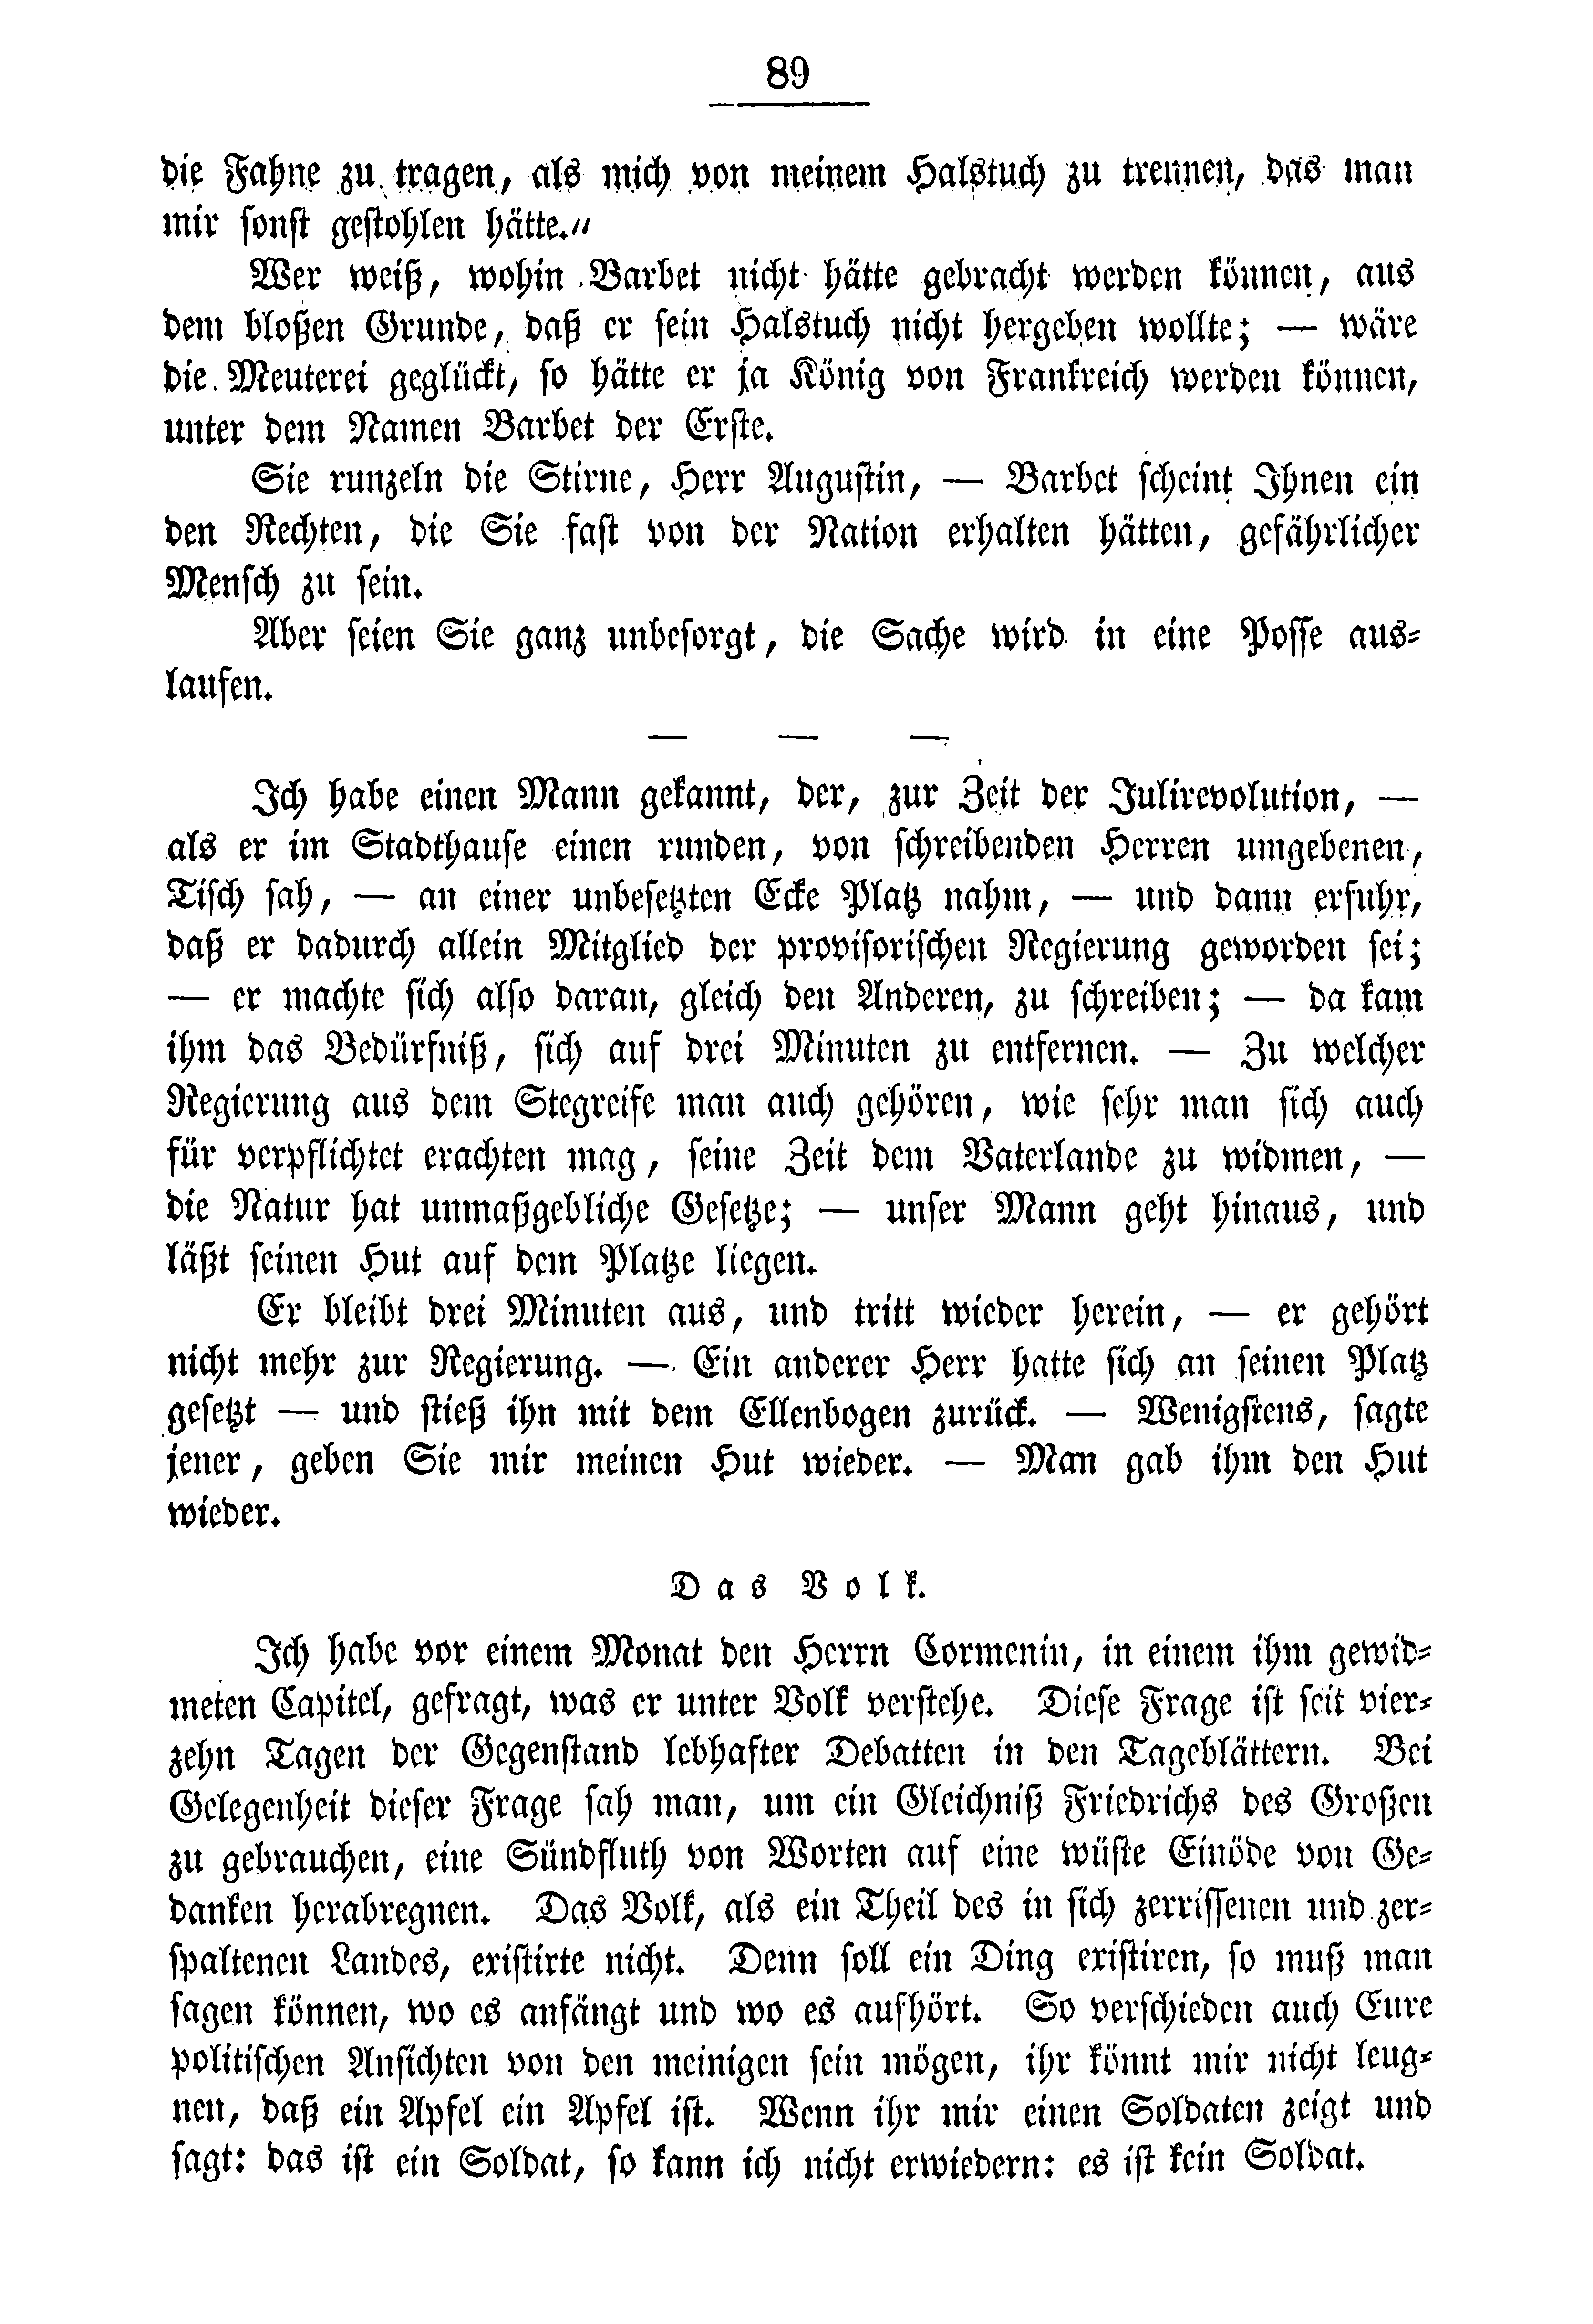 89
die Fahne zu tragen, als mich von meinem Halstuch zu trennen, das man
mir sonst gestohlen hätte.“
Wer weiß, wohin Barbet nicht hätte gebracht werden können, aus
dem bloßen Grunde, daß er sein Halstuch nicht hergeben wollte; — wäre
die Meuterei geglückt, so hätte er ja König von Frankreich werden können,
unter dem Namen Barbet der Erste.
Sie runzeln die Stirne, Herr Augustin, — Barbet scheint Ihnen ein
den Rechten, die Sie fast von der Nation erhalten hätten, gefährlicher
Mensch zu sein.
Aber seien Sie ganz unbesorgt, die Sache wird in eine Posse aus-
laufen.
— — —
Ich habe einen Mann gekannt, der, zur Zeit der Julirevolution, —
als er im Stadthause einen runden, von schreibenden Herren umgebenen,
Tisch sah, — an einer unbesetzten Ecke Platz nahm, — und dann erfuhr,
daß er dadurch allein Mitglied der provisorischen Regierung geworden sei;
— er machte sich also daran, gleich den Anderen, zu schreiben; — da kam
ihm das Bedürfniß, sich auf drei Minuten zu entfernen. — Zu welcher
Regierung aus dem Stegreife man auch gehören, wie sehr man sich auch
für verpflichtet erachten mag, seine Zeit dem Vaterlande zu widmen, —
die Natur hat unmaßgebliche Gesetze; — unser Mann geht hinaus, und
läßt seinen Hut auf dem Platze liegen.
Er bleibt drei Minuten aus, und tritt wieder herein, — er gehört
nicht mehr zur Regierung. — Ein anderer Herr hatte sich an seinen Platz
gesetzt — und stieß ihn mit dem Ellenbogen zurück. — Wenigstens, sagte
jener, geben Sie mir meinen Hut wieder. — Man gab ihm den Hut
wieder.
Das Volk.
Ich habe vor einem Monat den Herrn Cormenin, in einem ihm gewid-
meten Capitel, gefragt, was er unter Volk verstehe. Diese Frage ist seit vier-
zehn Tagen der Gegenstand lebhafter Debatten in den Tageblättern. Bei
Gelegenheit dieser Frage sah man, um ein Gleichniß Friedrichs des Großen
zu gebrauchen, eine Sündfluth von Worten auf eine wüste Einöde von Ge-
danken herabregnen. Das Volk, als ein Theil des in sich zerrissenen und zer-
spaltenen Landes, existirte nicht. Denn soll ein Ding existiren, so muß man
sagen können, wo es anfängt und wo es aufhört. So verschieden auch Eure
politischen Ansichten von den meinigen sein mögen, ihr könnt mir nicht leug-
nen, daß ein Apfel ein Apfel ist. Wenn ihr mir einen Soldaten zeigt und
sagt: das ist ein Soldat, so kann ich nicht erwiedern: es ist kein Soldat.